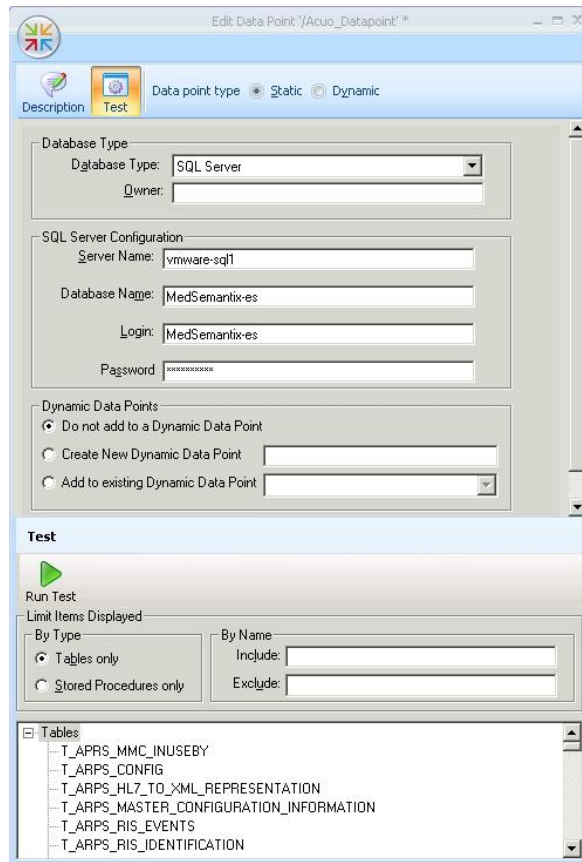 Edit Data Point '/Acuo_Datapoint' *
Description
Test
Data point type
Static
Dynamic
Database Type
Database Type:
SQL Server
Owner:
SQL Server Configuration
Server Name:
vmware-sql1
Database Name:
MedSemantix-es
Login:
MedSemantix-es
Password
××××××××××
Dynamic Data Points
Do not add to a Dynamic Data Point
Create New Dynamic Data Point
Add to existing Dynamic Data Point
Test
Run Test
Limit Items Displayed
By Type
Tables only
Stored Procedures only
By Name
Include:
Exclude:
Tables
T_APRS_MMC_INUSEBY
T_ARPS_CONFIG
T_ARPS_HL7_TO_XML_REPRESENTATION
T_ARPS_MASTER_CONFIGURATION_INFORMATION
T_ARPS_RIS_EVENTS
T_ARPS_RIS_IDENTIFICATION